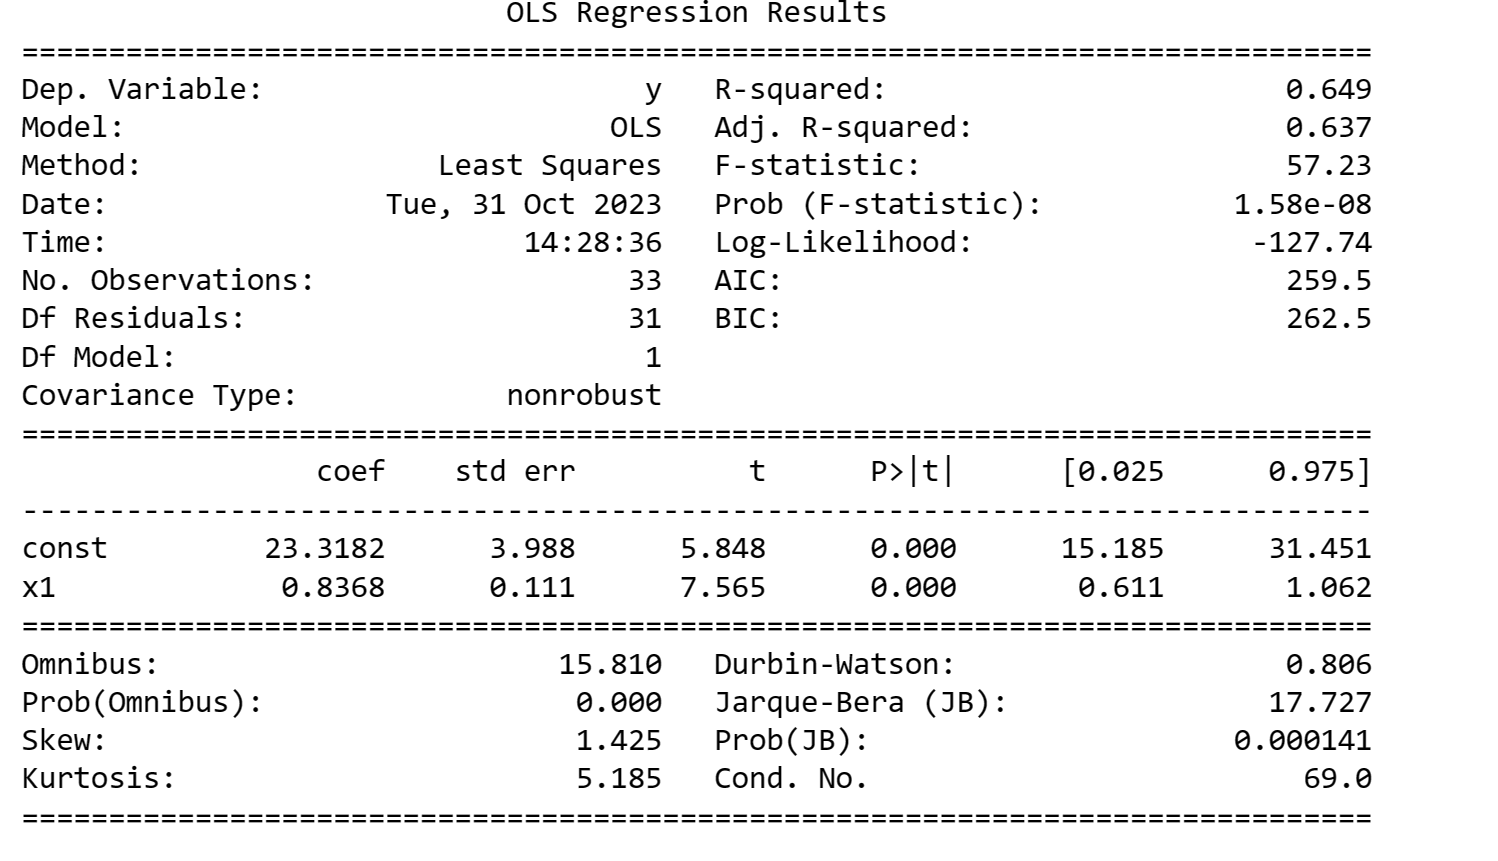 OLS Regression Results
==============================================================================
Dep. Variable:                      y   R-squared:                       0.649
Model:                            OLS   Adj. R-squared:                  0.637
Method:                 Least Squares   F-statistic:                     57.23
Date:                Tue, 31 Oct 2023   Prob (F-statistic):           1.58e-08
Time:                        14:28:36   Log-Likelihood:                -127.74
No. Observations:                  33   AIC:                             259.5
Df Residuals:                      31   BIC:                             262.5
Df Model:                           1
Covariance Type:            nonrobust
==============================================================================
                 coef    std err          t      P>|t|      [0.025      0.975]
------------------------------------------------------------------------------
const         23.3182      3.988      5.848      0.000      15.185      31.451
x1             0.8368      0.111      7.565      0.000       0.611       1.062
==============================================================================
Omnibus:                       15.810   Durbin-Watson:                   0.806
Prob(Omnibus):                  0.000   Jarque-Bera (JB):               17.727
Skew:                           1.425   Prob(JB):                     0.000141
Kurtosis:                       5.185   Cond. No.                         69.0
==============================================================================